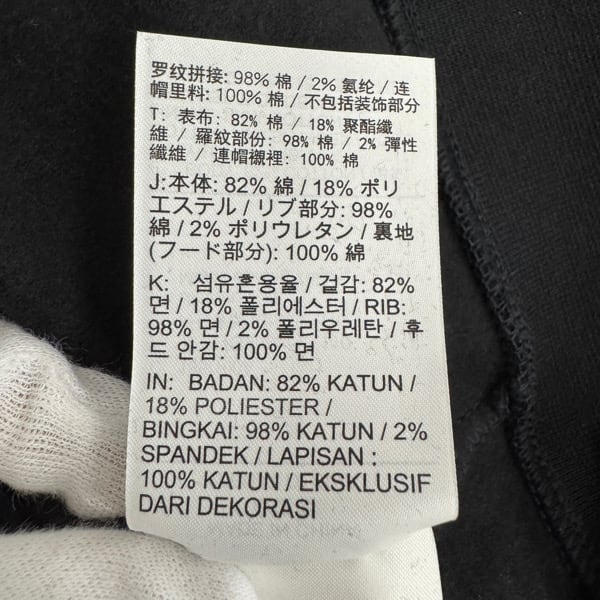 罗纹拼接: 98% 棉 / 2% 氨纶 / 连
帽里料: 100% 棉 / 不包括装饰部分
T: 表布: 82% 棉 / 18% 聚酯纖
維 / 羅紋部份: 98% 棉 / 2% 彈性
纖維 / 連帽襯裡: 100% 棉
J:本体: 82% 綿 / 18% ポリ
エステル / リブ部分: 98%
綿 / 2% ポリウレタン / 裏地
(フード部分): 100% 綿
K: 섬유혼용율 / 겉감: 82%
면 / 18% 폴리에스터 / RIB:
98% 면 / 2% 폴리우레탄 / 후
드 안감: 100% 면
IN: BADAN: 82% KATUN /
18% POLIESTER /
BINGKAI: 98% KATUN / 2%
SPANDEK / LAPISAN :
100% KATUN / EKSKLUSIF
DARI DEKORASI